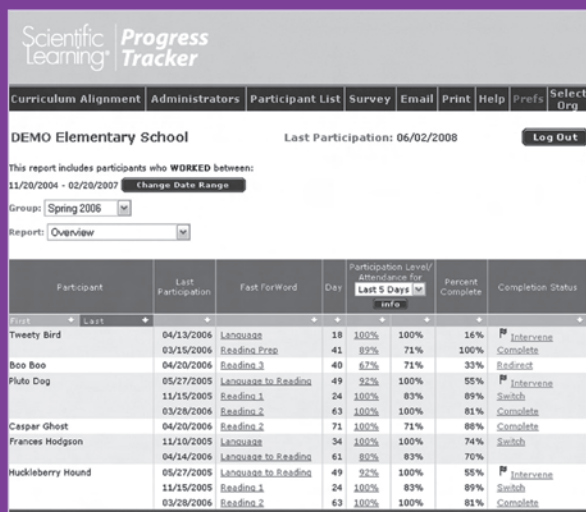 Scientific Learning® Progress Tracker
Curriculum Alignment Administrators Participant List Survey Email Print Help Prefs Select Org
DEMO Elementary School Last Participation: 06/02/2008 Log Out
This report includes participants who WORKED between:
11/20/2004 - 02/20/2007 Change Date Range
Group: Spring 2006
Report: Overview
Participant Last Participation Fast ForWord Day Participation Level/ Attendance for Last 5 Days info Percent Complete Completion Status
First Last
Tweety Bird 04/13/2006 Language 18 100% 100% 16% Intervene
03/15/2006 Reading Prep 41 89% 71% 100% Complete
Boo Boo 04/20/2006 Reading 3 40 67% 71% 33% Redirect
Pluto Dog 05/27/2005 Language to Reading 49 92% 100% 55% Intervene
11/15/2005 Reading 1 24 100% 83% 89% Switch
03/28/2006 Reading 2 63 100% 100% 81% Complete
Caspar Ghost 04/20/2006 Reading 2 71 100% 71% 88% Complete
Frances Hodgson 11/10/2005 Language 34 100% 100% 74% Switch
04/14/2006 Language to Reading 61 80% 83% 70%
Huckleberry Hound 05/27/2005 Language to Reading 49 92% 100% 55% Intervene
11/15/2005 Reading 1 24 100% 83% 89% Switch
03/28/2006 Reading 2 63 100% 100% 81% Complete